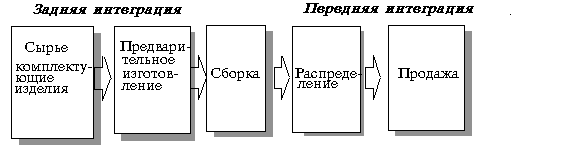 Задняя интеграция
Передняя интеграция
Сырье
комплекту-
ющие
изделия
Предвари-
тельное
изготов-
ление
Сборка
Распреде-
ление
Продажа